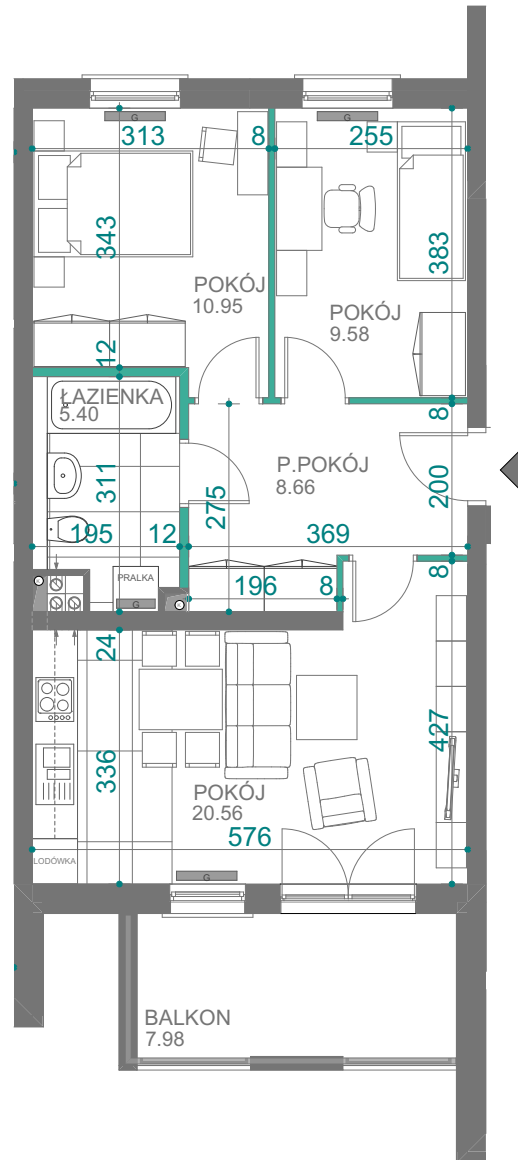 G
G
313
8
255
343
383
POKÓJ
10.95
POKÓJ
9.58
12
ŁAZIENKA
5.40
8
P.POKÓJ
8.66
311
275
200
195
12
369
PRALKA
G
196
8
8
24
336
427
POKÓJ
20.56
576
LODÓWKA
G
BALKON
7.98